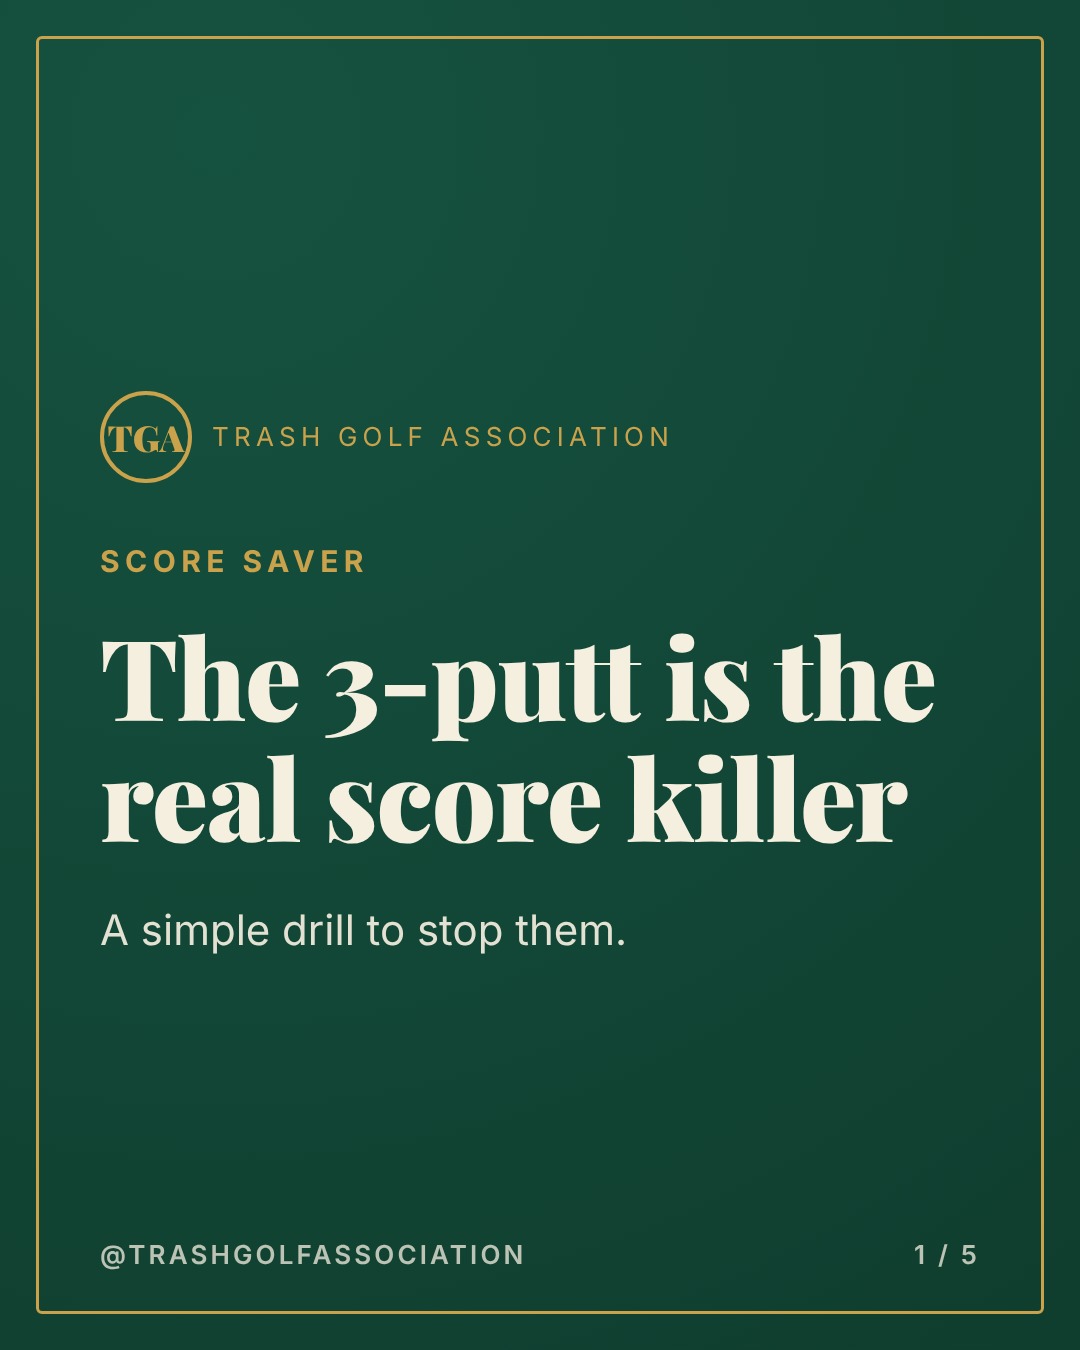 TGA TRASH GOLF ASSOCIATION
SCORE SAVER
The 3-putt is the
real score killer
A simple drill to stop them.
@TRASHGOLFASSOCIATION 1 / 5